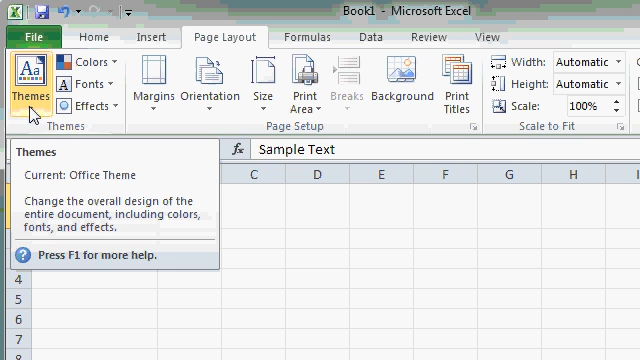 Book1 - Microsoft Excel
File Home Insert Page Layout Formulas Data Review View
Aa
Themes
Colors
Fonts
Effects
Themes
Margins
Orientation
Size
Print
Area
Breaks
Background
Print
Titles
Page Setup
Width: Automatic
Height: Automatic
Scale: 100%
Scale to Fit
fx Sample Text
Themes
Current: Office Theme
Change the overall design of the
entire document, including colors,
fonts, and effects.
? Press F1 for more help.
C D E F G H I
4
5
6
7
8